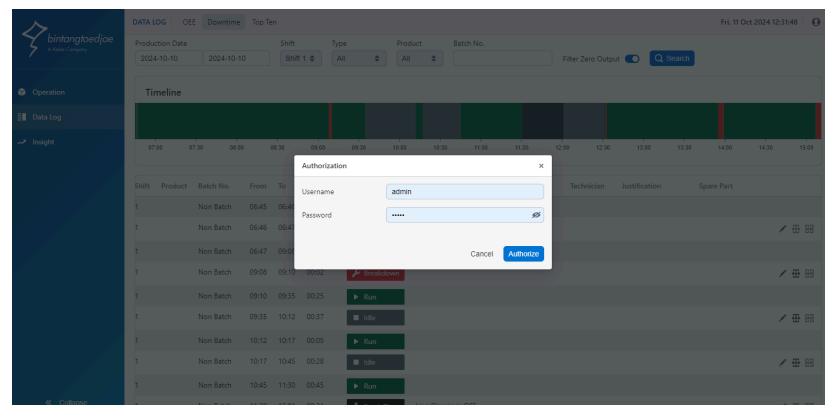 bintangtoedjoe
A Kalbe Company
DATA LOG OEE Downtime Top Ten
Fri, 11 Oct 2024 12:31:48
Production Date Shift Type Product Batch No.
2024-10-10 2024-10-10 Shift 1 All All Filter Zero Output Search
Operation
Data Log
Insight
Timeline
07:00 07:30 08:00 08:30 09:00 09:30 10:00 10:30 11:00 11:30 12:00 12:30 13:00 13:30 14:00 14:30 15:00
Authorization ×
Username admin
Password •••••
Cancel Authorize
Shift Product Batch No. From To Technician Justification Spare Part
1 Non Batch 06:45 06:46
1 Non Batch 06:46 06:47
1 Non Batch 06:47 09:08
1 Non Batch 09:08 09:10 00:02 Breakdown
1 Non Batch 09:10 09:35 00:25 Run
1 Non Batch 09:35 10:12 00:37 Idle
1 Non Batch 10:12 10:17 00:05 Run
1 Non Batch 10:17 10:45 00:28 Idle
1 Non Batch 10:45 11:30 00:45 Run
Collapse